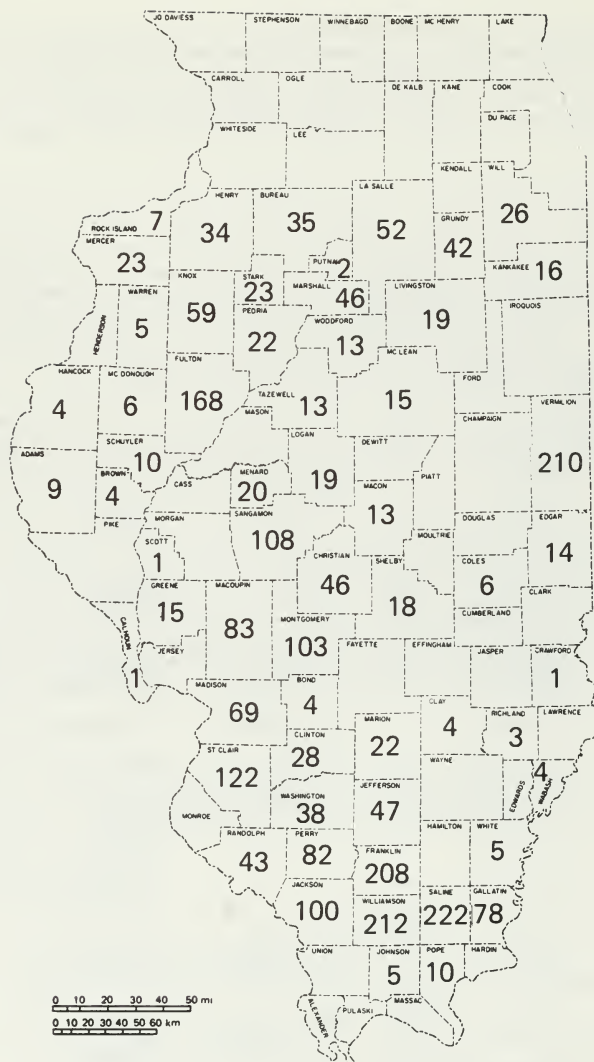 JO DAVIESS STEPHENSON WINNEBAGO BOONE MC HENRY LAKE
CARROLL OGLE DE KALB KANE COOK
DU PAGE
WHITESIDE LEE
KENDALL WILL
HENRY BUREAU LA SALLE
26
ROCK ISLAND 7 34 35 52 GRUNDY
MERCER 42
23 PUTNAM 2 KANKAKEE 16
KNOX STARK MARSHALL LIVINGSTON
WARREN 59 23 46 19 IROQUOIS
HENDERSON 5 PEORIA WOODFORD
22 13
HANCOCK MC DONOUGH FULTON MC LEAN
4 6 168 TAZEWELL 13 15 FORD
MASON VERMILION
SCHUYLER LOGAN DEWITT CHAMPAIGN
ADAMS 10 210
9 BROWN 4 CASS MENARD 20 19 MACON PIATT
PIKE MORGAN SANGAMON 13 DOUGLAS EDGAR
SCOTT 108 MOULTRIE 14
1 CHRISTIAN SHELBY COLES
GREENE MACOUPIN 46 6
15 83 18 CUMBERLAND CLARK
CALHOUN JERSEY MONTGOMERY
103 FAYETTE EFFINGHAM JASPER CRAWFORD
1 1
MADISON BOND CLAY
69 4 4 RICHLAND LAWRENCE
CLINTON MARION 3
28 22
ST CLAIR WAYNE
122 4
WASHINGTON JEFFERSON EDWARDS WABASH
38 47
MONROE HAMILTON WHITE
RANDOLPH PERRY FRANKLIN 5
43 82 208
JACKSON WILLIAMSON SALINE GALLATIN
100 212 222 78
UNION JOHNSON POPE HARDIN
5 10
MASSAC
ALEXANDER PULASKI
0 10 20 30 40 50 mi
0 10 20 30 40 50 60 km